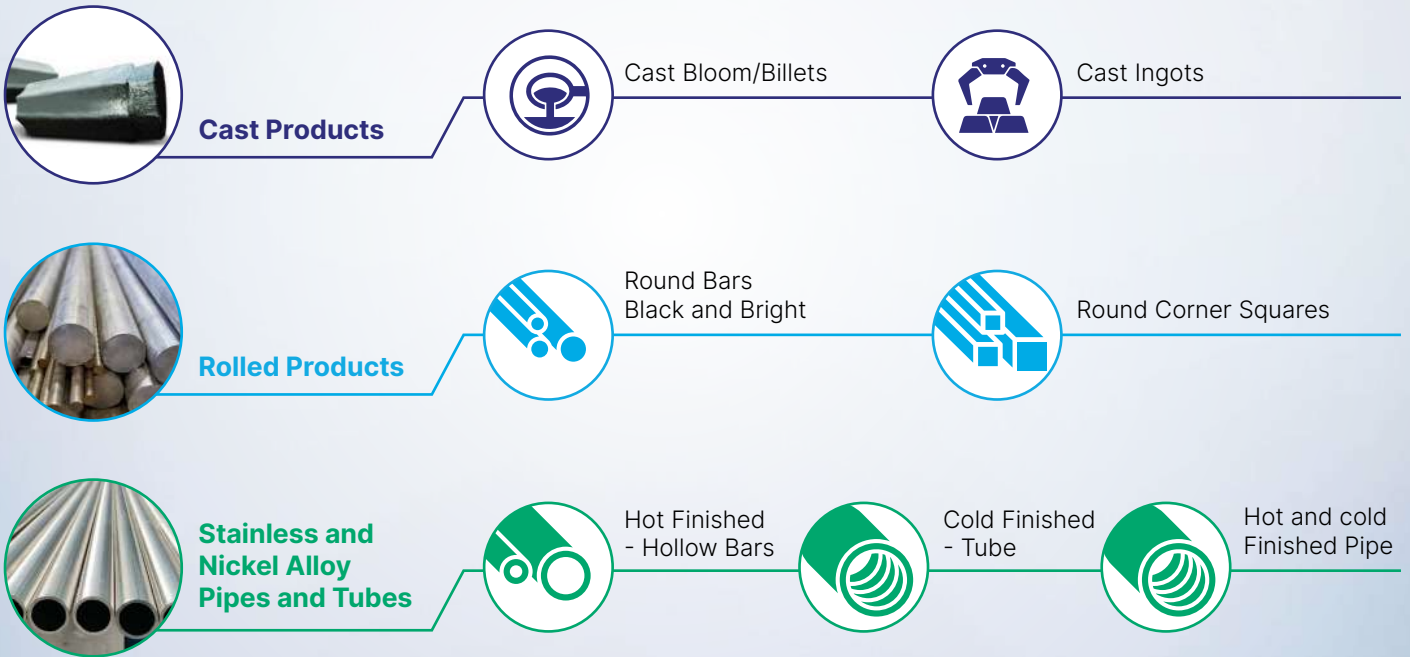 Cast Products
Cast Bloom/Billets
Cast Ingots
Rolled Products
Round Bars
Black and Bright
Round Corner Squares
Stainless and
Nickel Alloy
Pipes and Tubes
Hot Finished
- Hollow Bars
Cold Finished
- Tube
Hot and cold
Finished Pipe